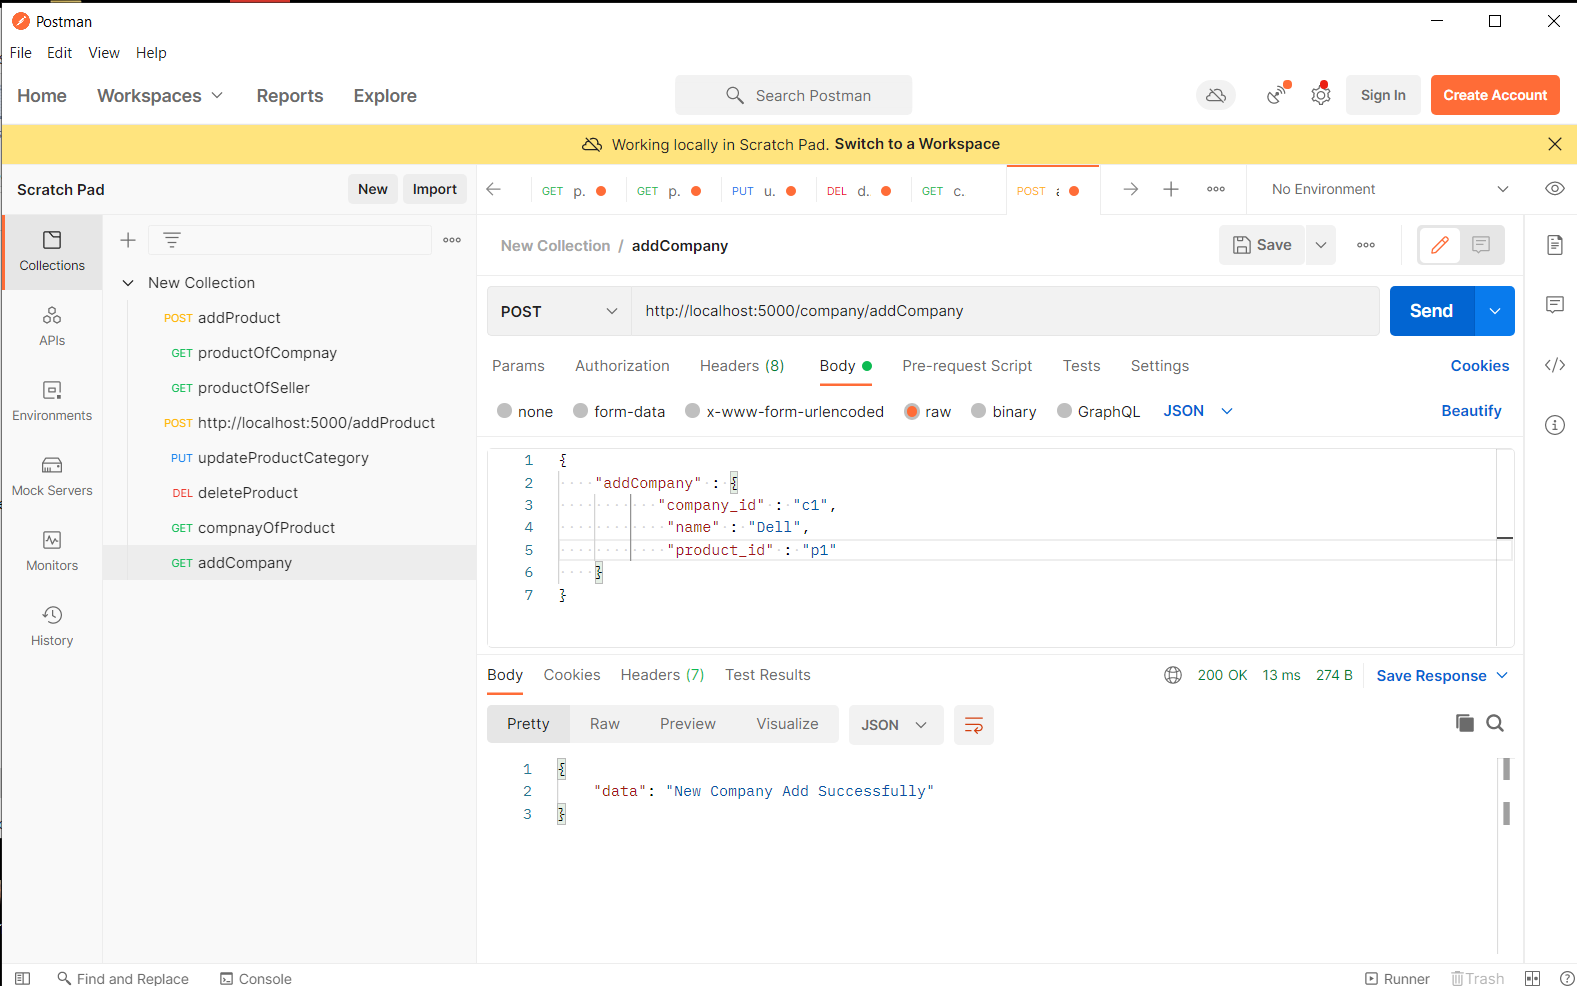 Postman
File Edit View Help
Home Workspaces Reports Explore Search Postman Sign In Create Account
Working locally in Scratch Pad. Switch to a Workspace
Scratch Pad New Import
GET p. GET p. PUT u. DEL d. GET c. POST No Environment
Collections
APIs
Environments
Mock Servers
Monitors
History
New Collection
POST addProduct
GET productOfCompnay
GET productOfSeller
POST http://localhost:5000/addProduct
PUT updateProductCategory
DEL deleteProduct
GET compnayOfProduct
GET addCompany
New Collection / addCompany Save
POST http://localhost:5000/company/addCompany Send
Params Authorization Headers (8) Body Pre-request Script Tests Settings Cookies
none form-data x-www-form-urlencoded raw binary GraphQL JSON Beautify
1 {
2 "addCompany" : {
3 "company_id" : "c1",
4 "name" : "Dell",
5 "product_id" : "p1"
6 }
7 }
Body Cookies Headers (7) Test Results 200 OK 13 ms 274 B Save Response
Pretty Raw Preview Visualize JSON
1 {
2 "data": "New Company Add Successfully"
3 }
Find and Replace Console Runner Trash